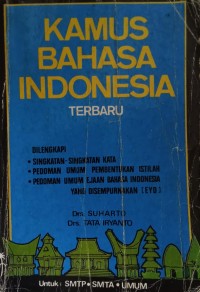 KAMUS
BAHASA
INDONESIA
TERBARU
DILENGKAPI
• SINGKATAN-SINGKATAN KATA
• PEDOMAN UMUM PEMBENTUKAN ISTILAH
• PEDOMAN UMUM EJAAN BAHASA INDONESIA
YANG DISEMPURNAKAN (EYD)
Drs. SUHARTO
Drs. TATA IRYANTO
Untuk: SMTP • SMTA • UMUM